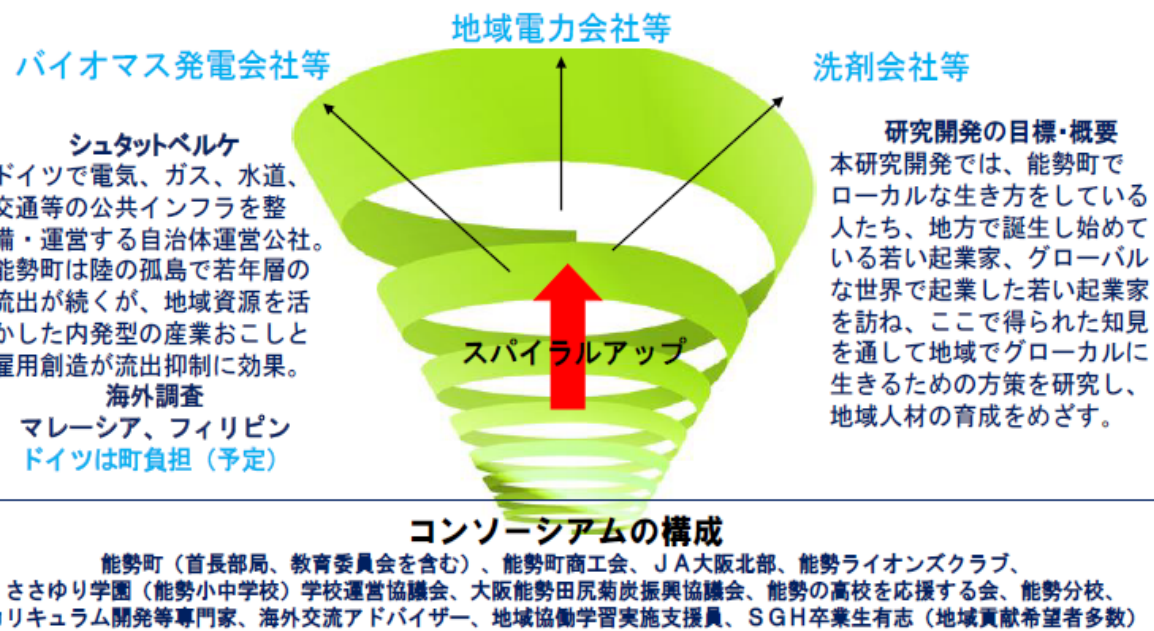 地域電力会社等
バイオマス発電会社等
洗剤会社等
シュタットベルケ
ドイツで電気、ガス、水道、
交通等の公共インフラを整
備・運営する自治体運営公社。
能勢町は陸の孤島で若年層の
流出が続くが、地域資源を活
かした内発型の産業おこしと
雇用創造が流出抑制に効果。
海外調査
マレーシア、フィリピン
ドイツは町負担（予定）
スパイラルアップ
研究開発の目標・概要
本研究開発では、能勢町で
ローカルな生き方をしている
人たち、地方で誕生し始めて
いる若い起業家、グローバル
な世界で起業した若い起業家
を訪ね、ここで得られた知見
を通して地域でグローカルに
生きるための方策を研究し、
地域人材の育成をめざす。
コンソーシアムの構成
能勢町（首長部局、教育委員会を含む）、能勢町商工会、ＪＡ大阪北部、能勢ライオンズクラブ、
ささゆり学園（能勢小中学校）学校運営協議会、大阪能勢田尻菊炭振興協議会、能勢の高校を応援する会、能勢分校、
カリキュラム開発等専門家、海外交流アドバイザー、地域協働学習実施支援員、ＳＧＨ卒業生有志（地域貢献希望者多数）